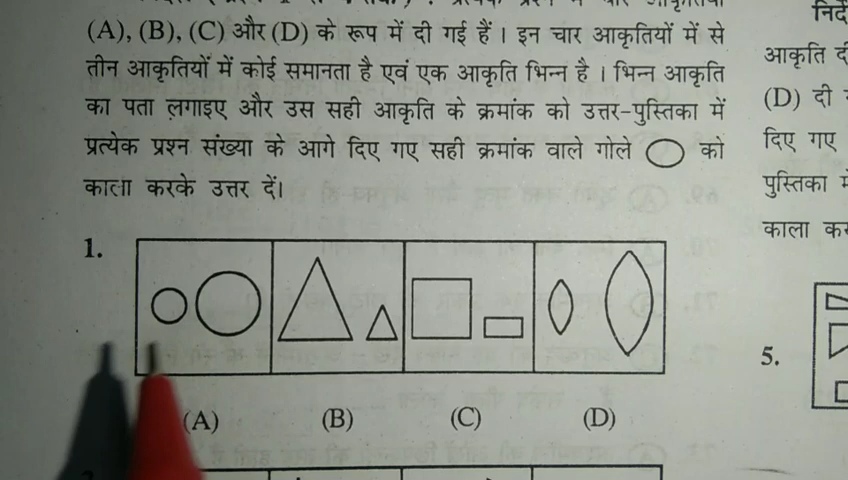 (A), (B), (C) और (D) के रूप में दी गई हैं । इन चार आकृतियों में से
तीन आकृतियों में कोई समानता है एवं एक आकृति भिन्न है । भिन्न आकृति
का पता लगाइए और उस सही आकृति के क्रमांक को उत्तर-पुस्तिका में
प्रत्येक प्रश्न संख्या के आगे दिए गए सही क्रमांक वाले गोले को
काला करके उत्तर दें।
1.
(A) (B) (C) (D)
आकृति
(D) दी
दिए गए
पुस्तिका
काला
5.